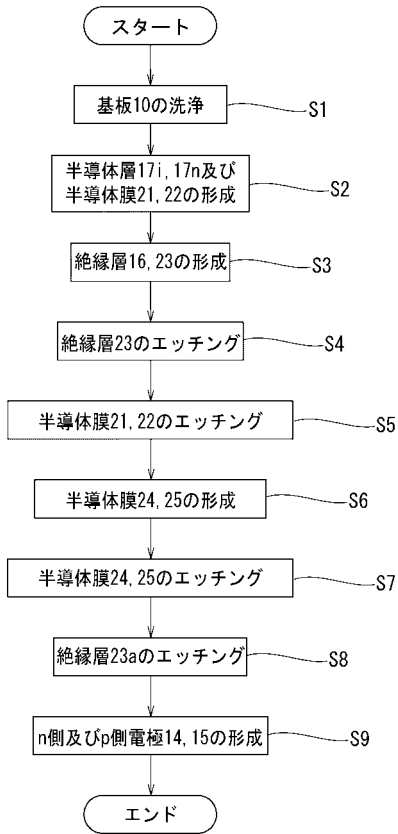 スタート
基板10の洗浄
S1
半導体層17i, 17n及び
半導体膜21, 22の形成
S2
絶縁層16, 23の形成
S3
絶縁層23のエッチング
S4
半導体膜21, 22のエッチング
S5
半導体膜24, 25の形成
S6
半導体膜24, 25のエッチング
S7
絶縁層23aのエッチング
S8
n側及びp側電極14, 15の形成
S9
エンド